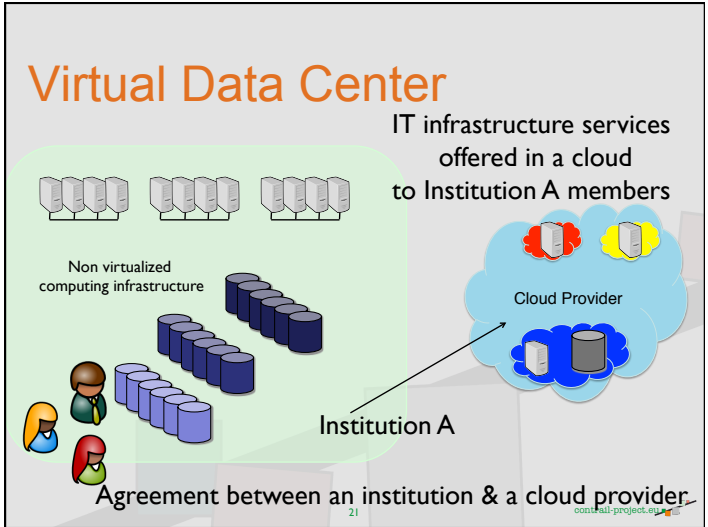 Virtual Data Center
IT infrastructure services
offered in a cloud
to Institution A members
Non virtualized
computing infrastructure
Cloud Provider
Institution A
Agreement between an institution & a cloud provider
21
contrail-project.eu